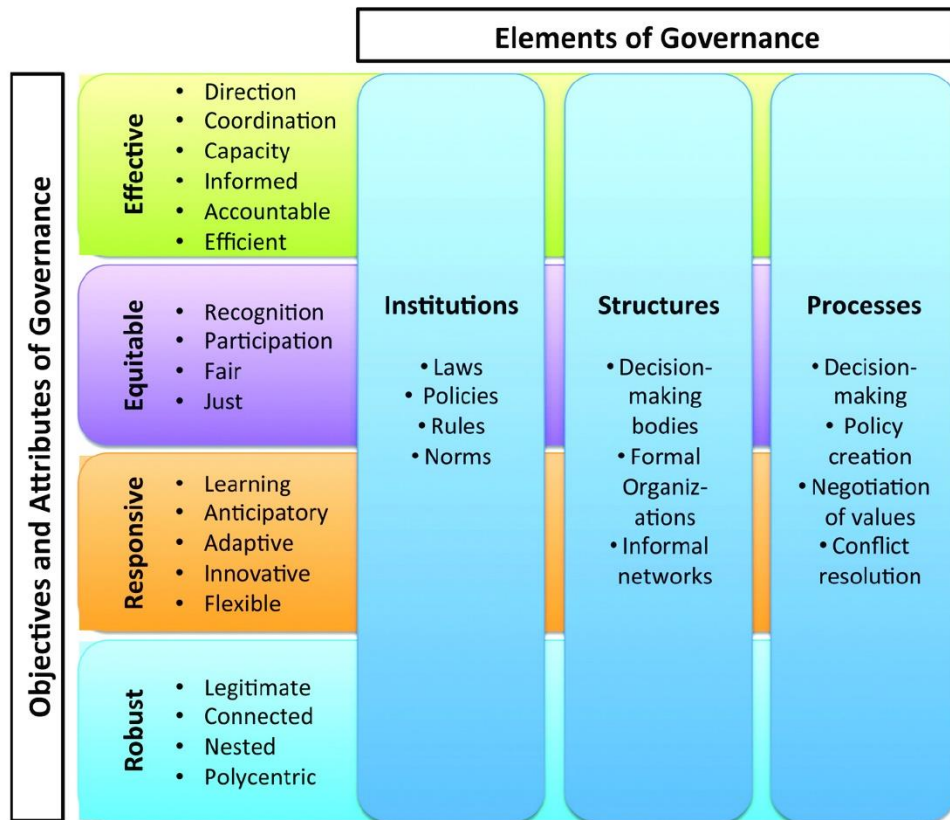 Elements of Governance
Objectives and Attributes of Governance
Effective
• Direction
• Coordination
• Capacity
• Informed
• Accountable
• Efficient
Equitable
• Recognition
• Participation
• Fair
• Just
Responsive
• Learning
• Anticipatory
• Adaptive
• Innovative
• Flexible
Robust
• Legitimate
• Connected
• Nested
• Polycentric
Institutions
• Laws
• Policies
• Rules
• Norms
Structures
• Decision-
making
bodies
• Formal
Organiz-
ations
• Informal
networks
Processes
• Decision-
making
• Policy
creation
• Negotiation
of values
• Conflict
resolution